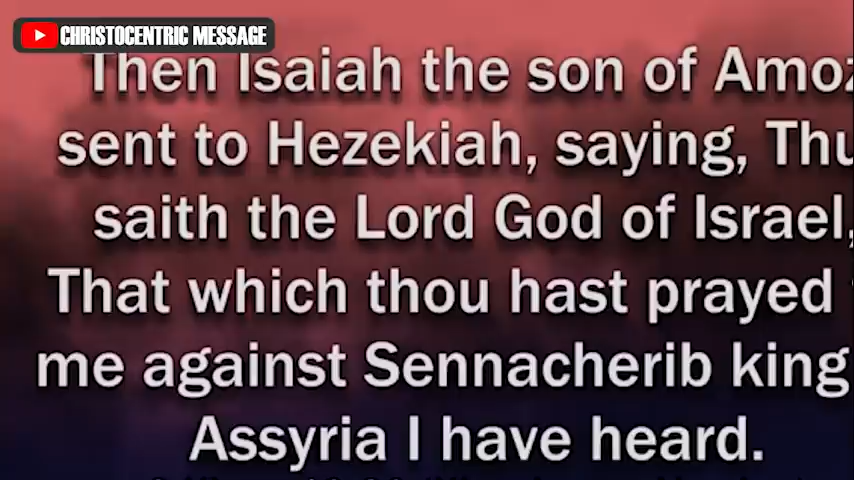 CHRISTOCENTRIC MESSAGE
Then Isaiah the son of Amoz
sent to Hezekiah, saying, Thu
saith the Lord God of Israel,
That which thou hast prayed
me against Sennacherib king
Assyria I have heard.